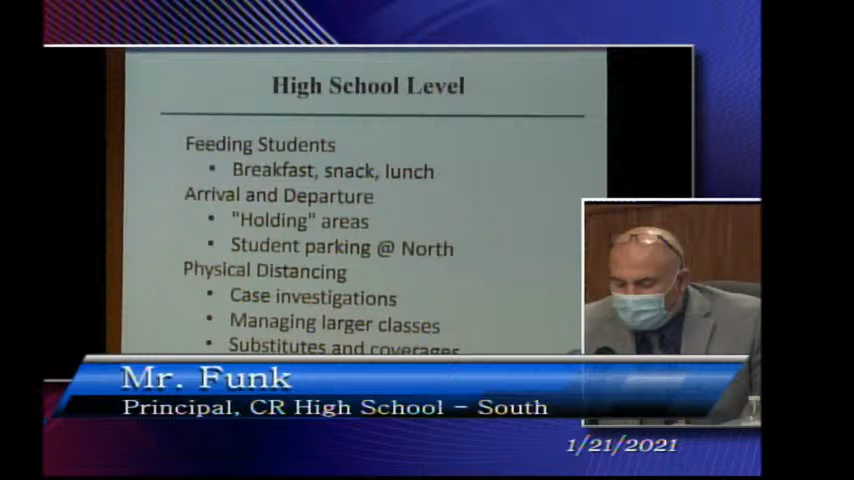 High School Level
Feeding Students
• Breakfast, snack, lunch
Arrival and Departure
• "Holding" areas
• Student parking @ North
Physical Distancing
• Case investigations
• Managing larger classes
• Substitutes and coverages
Mr. Funk
Principal, CR High School - South
1/21/2021